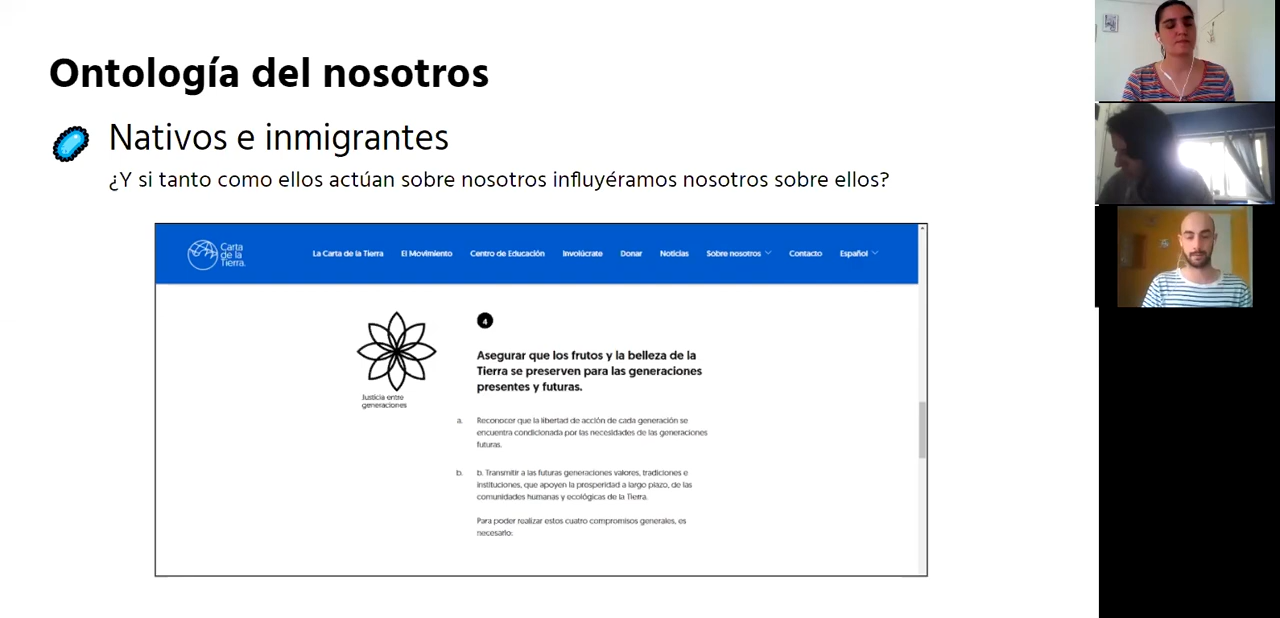 Ontología del nosotros
Nativos e inmigrantes
¿Y si tanto como ellos actúan sobre nosotros influyéramos nosotros sobre ellos?
Carta
de la
Tierra.
La Carta de la Tierra El Movimiento Centro de Educación Involúcrate Donar Noticias Sobre nosotros Contacto Español
4
Asegurar que los frutos y la belleza de la
Tierra se preserven para las generaciones
presentes y futuras.
Justicia entre
generaciones
a. Reconocer que la libertad de acción de cada generación se
encuentra condicionada por las necesidades de las generaciones
futuras.
b. b. Transmitir a las futuras generaciones valores, tradiciones e
instituciones, que apoyen la prosperidad a largo plazo, de las
comunidades humanas y ecológicas de la Tierra.
Para poder realizar estos cuatro compromisos generales, es
necesario: